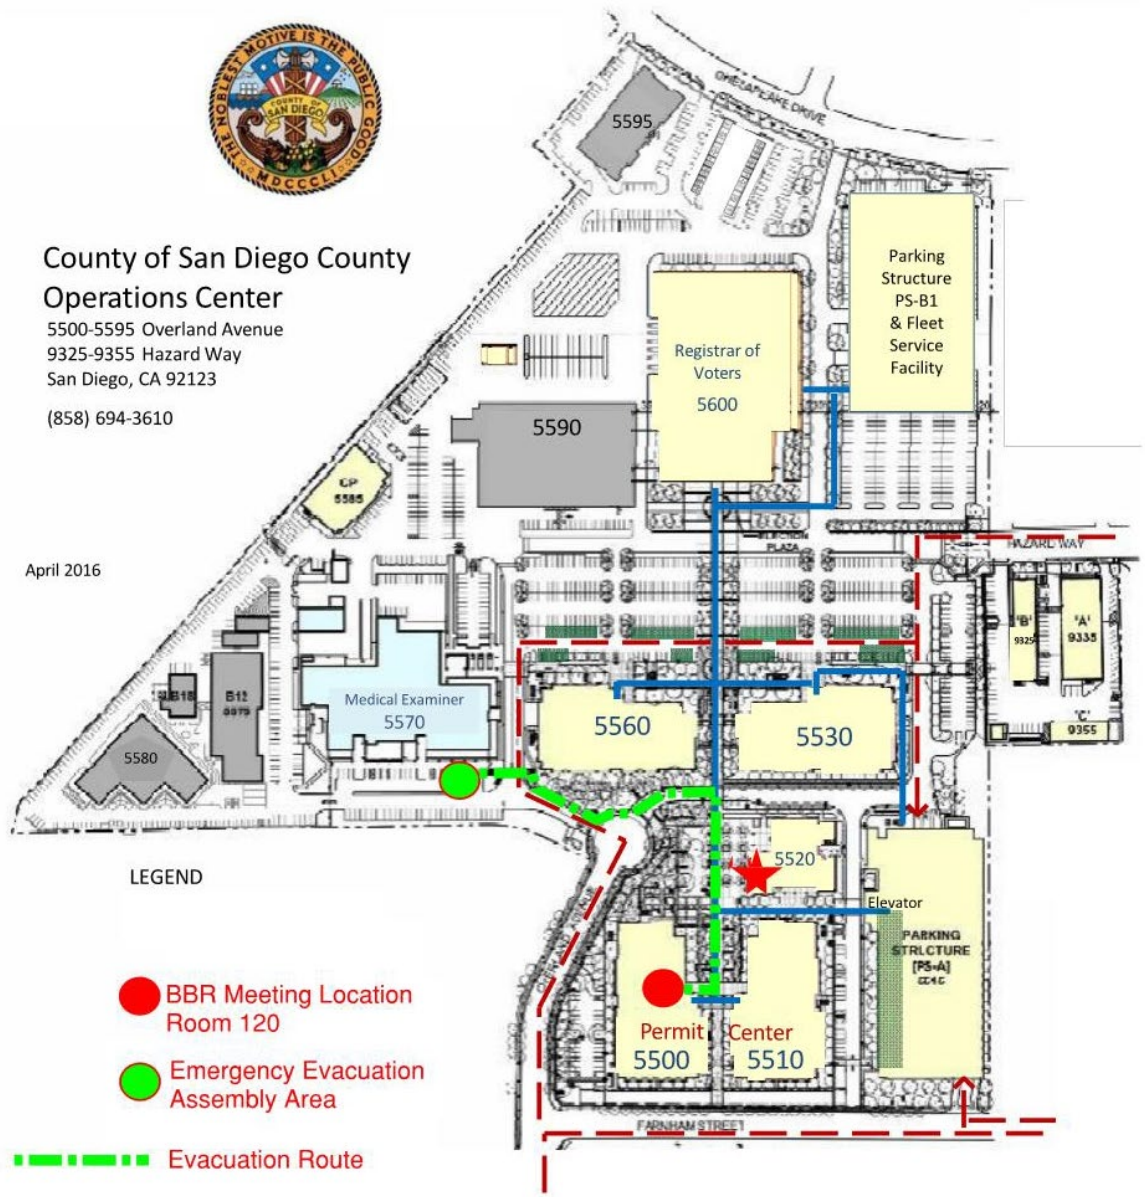 THE NOBLEST MOTIVE IS THE PUBLIC GOOD
COUNTY OF
SAN DIEGO
MDCCCLII
County of San Diego County
Operations Center
5500-5595 Overland Avenue
9325-9355 Hazard Way
San Diego, CA 92123
(858) 694-3610
April 2016
5595
Parking
Structure
PS-B1
& Fleet
Service
Facility
Registrar of
Voters
5600
5590
CP
5585
ELECTION
PLAZA
HAZARD WAY
'B'
9325
'A'
9335
'C'
9355
Medical Examiner
5570
B18
B12
5580
5560
5530
5520
Elevator
PARKING
STRUCTURE
[PS-A]
Permit Center
5500
5510
FARNHAM STREET
LEGEND
BBR Meeting Location
Room 120
Emergency Evacuation
Assembly Area
Evacuation Route